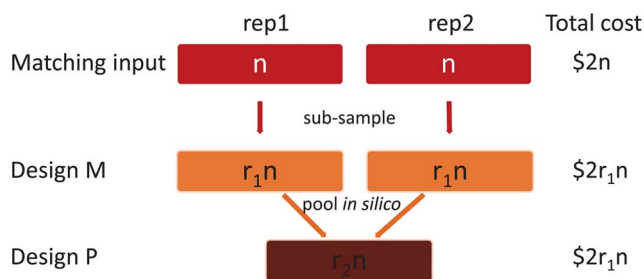 rep1 rep2 Total cost
Matching input n n $2n
sub-sample
Design M r₁n r₁n $2r₁n
pool in silico
Design P r₂n $2r₁n